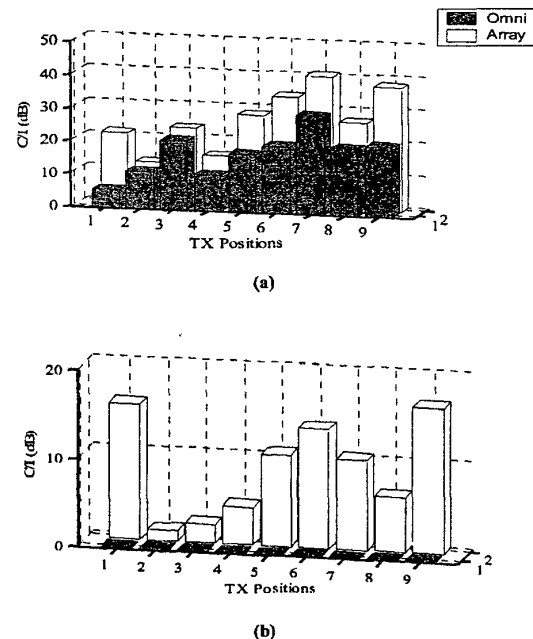 Omni
Array
50
40
30
20
10
0
C/I (dB)
1 2 3 4 5 6 7 8 9
1 2
TX Positions
(a)
20
10
0
C/I (dB)
1 2 3 4 5 6 7 8 9
1 2
TX Positions
(b)